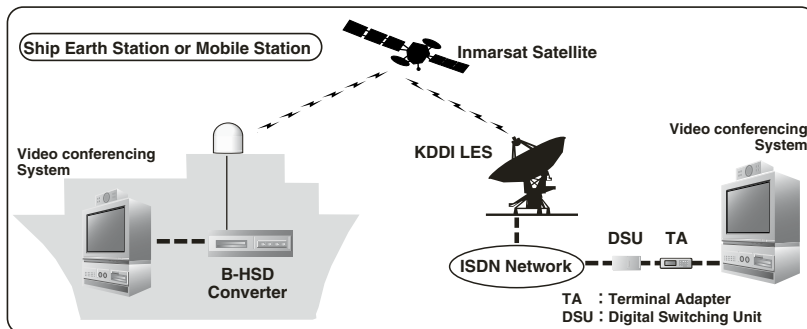 Ship Earth Station or Mobile Station
Inmarsat Satellite
Video conferencing
System
KDDI LES
Video conferencing
System
B-HSD
Converter
ISDN Network
DSU
TA
TA : Terminal Adapter
DSU : Digital Switching Unit